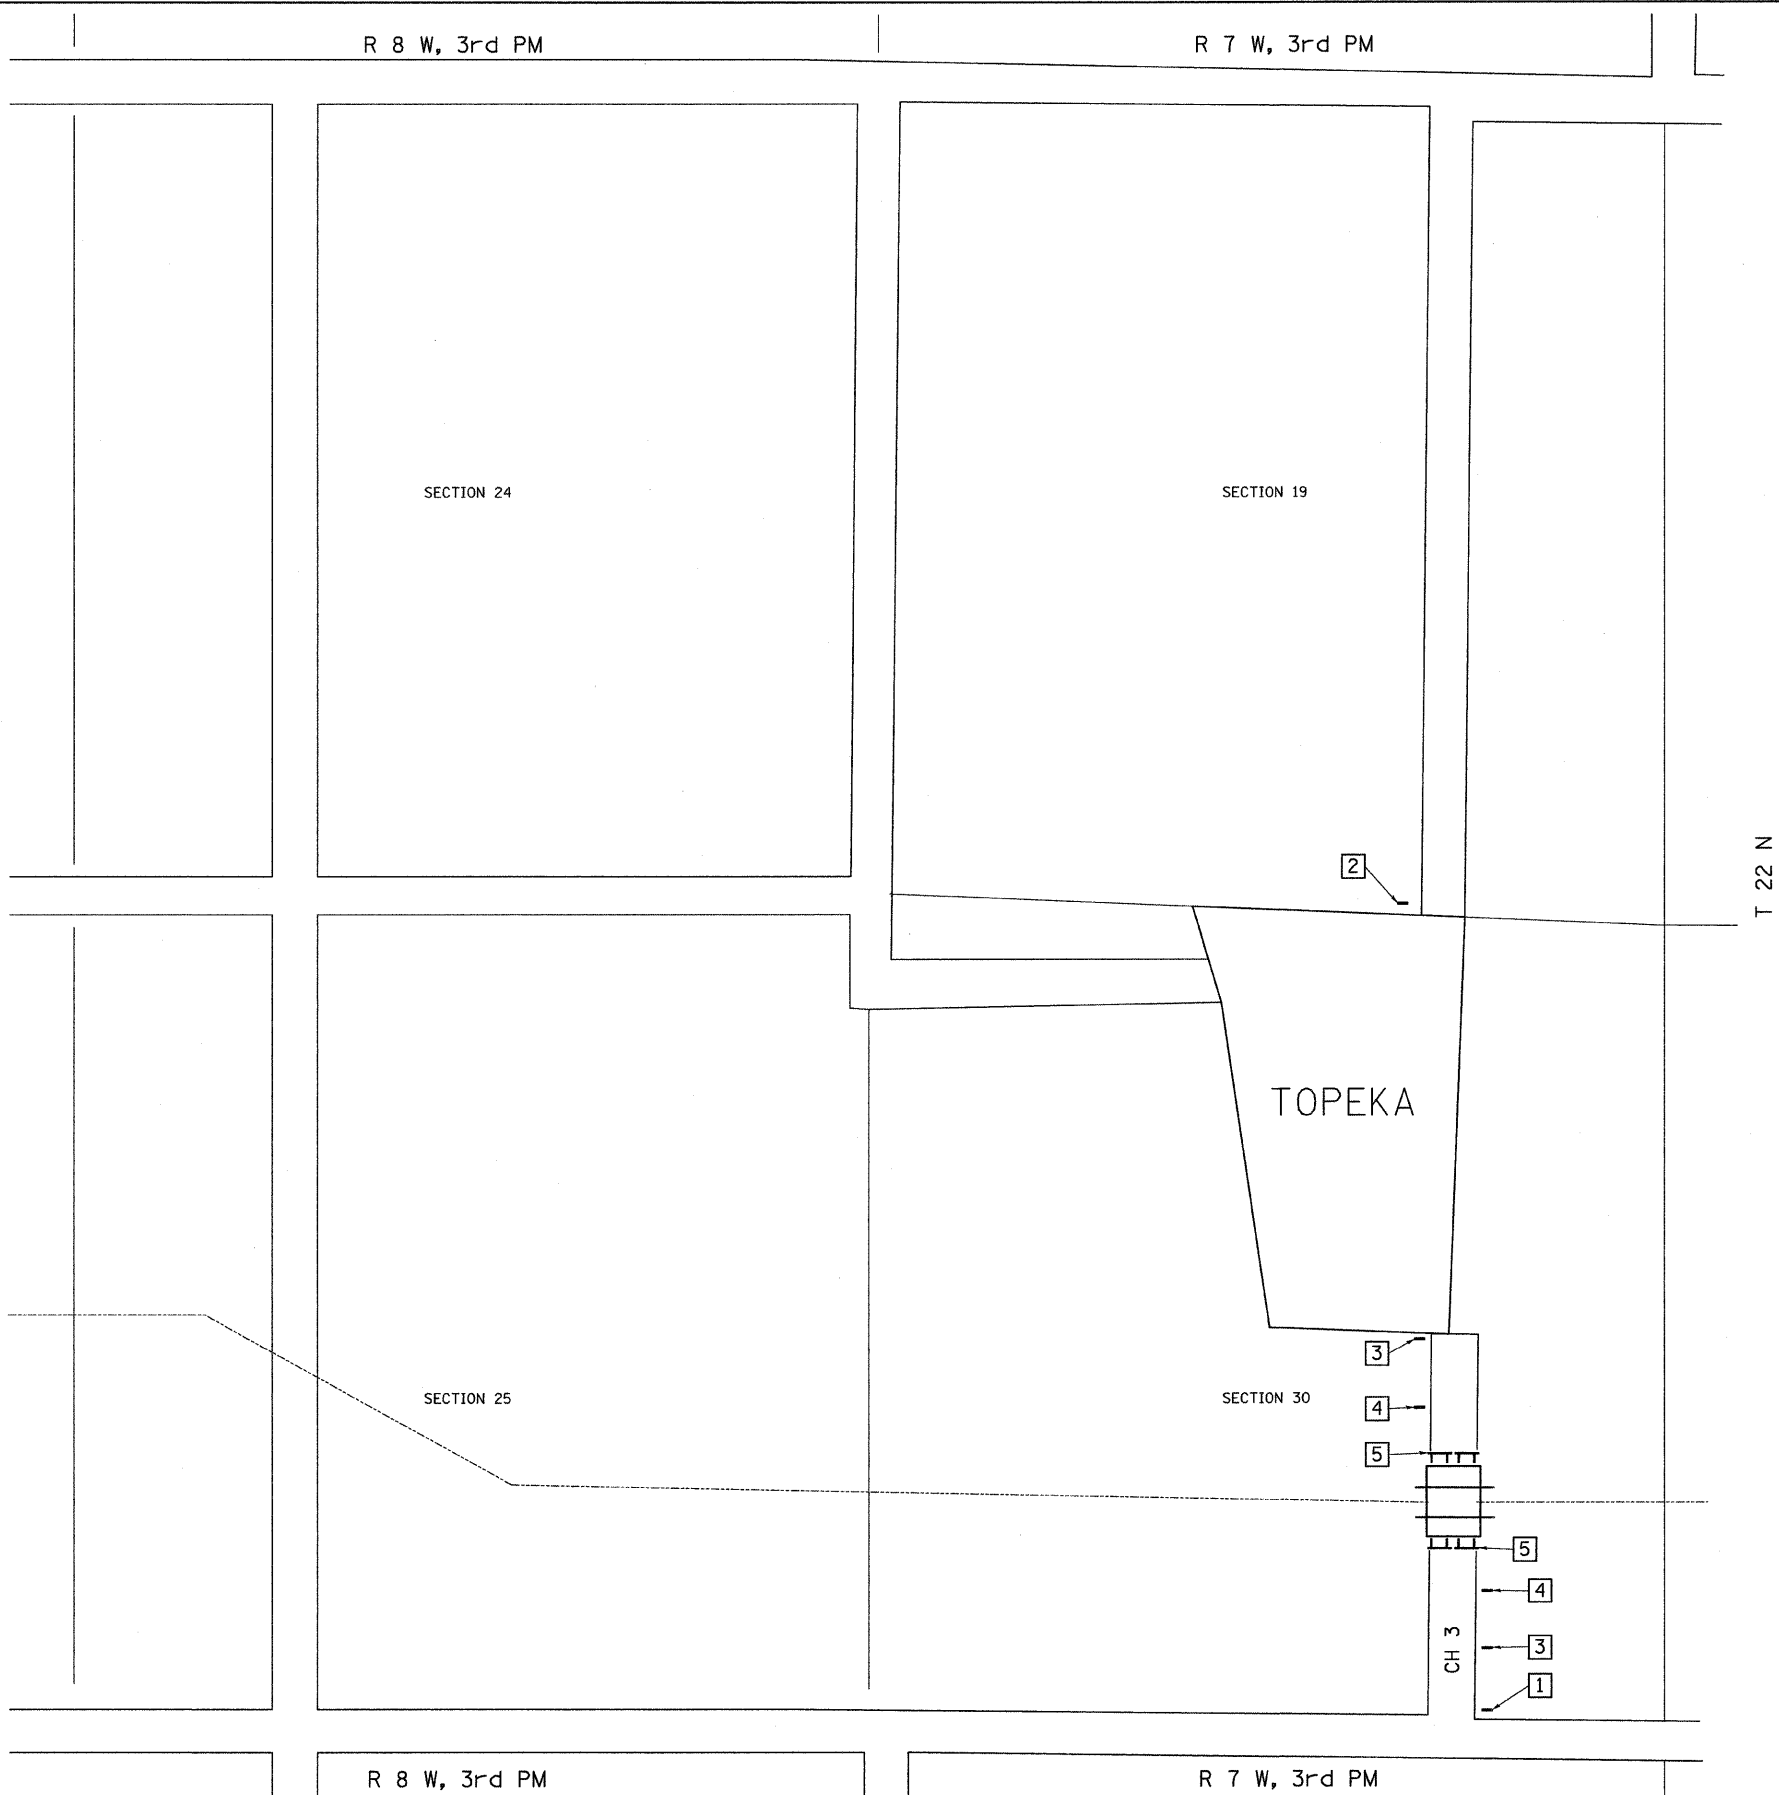 R 8 W, 3rd PM
R 7 W, 3rd PM
SECTION 24
SECTION 19
2
T 22 N
TOPEKA
3
SECTION 25
SECTION 30
4
5
5
4
CH 3
3
1
R 8 W, 3rd PM
R 7 W, 3rd PM